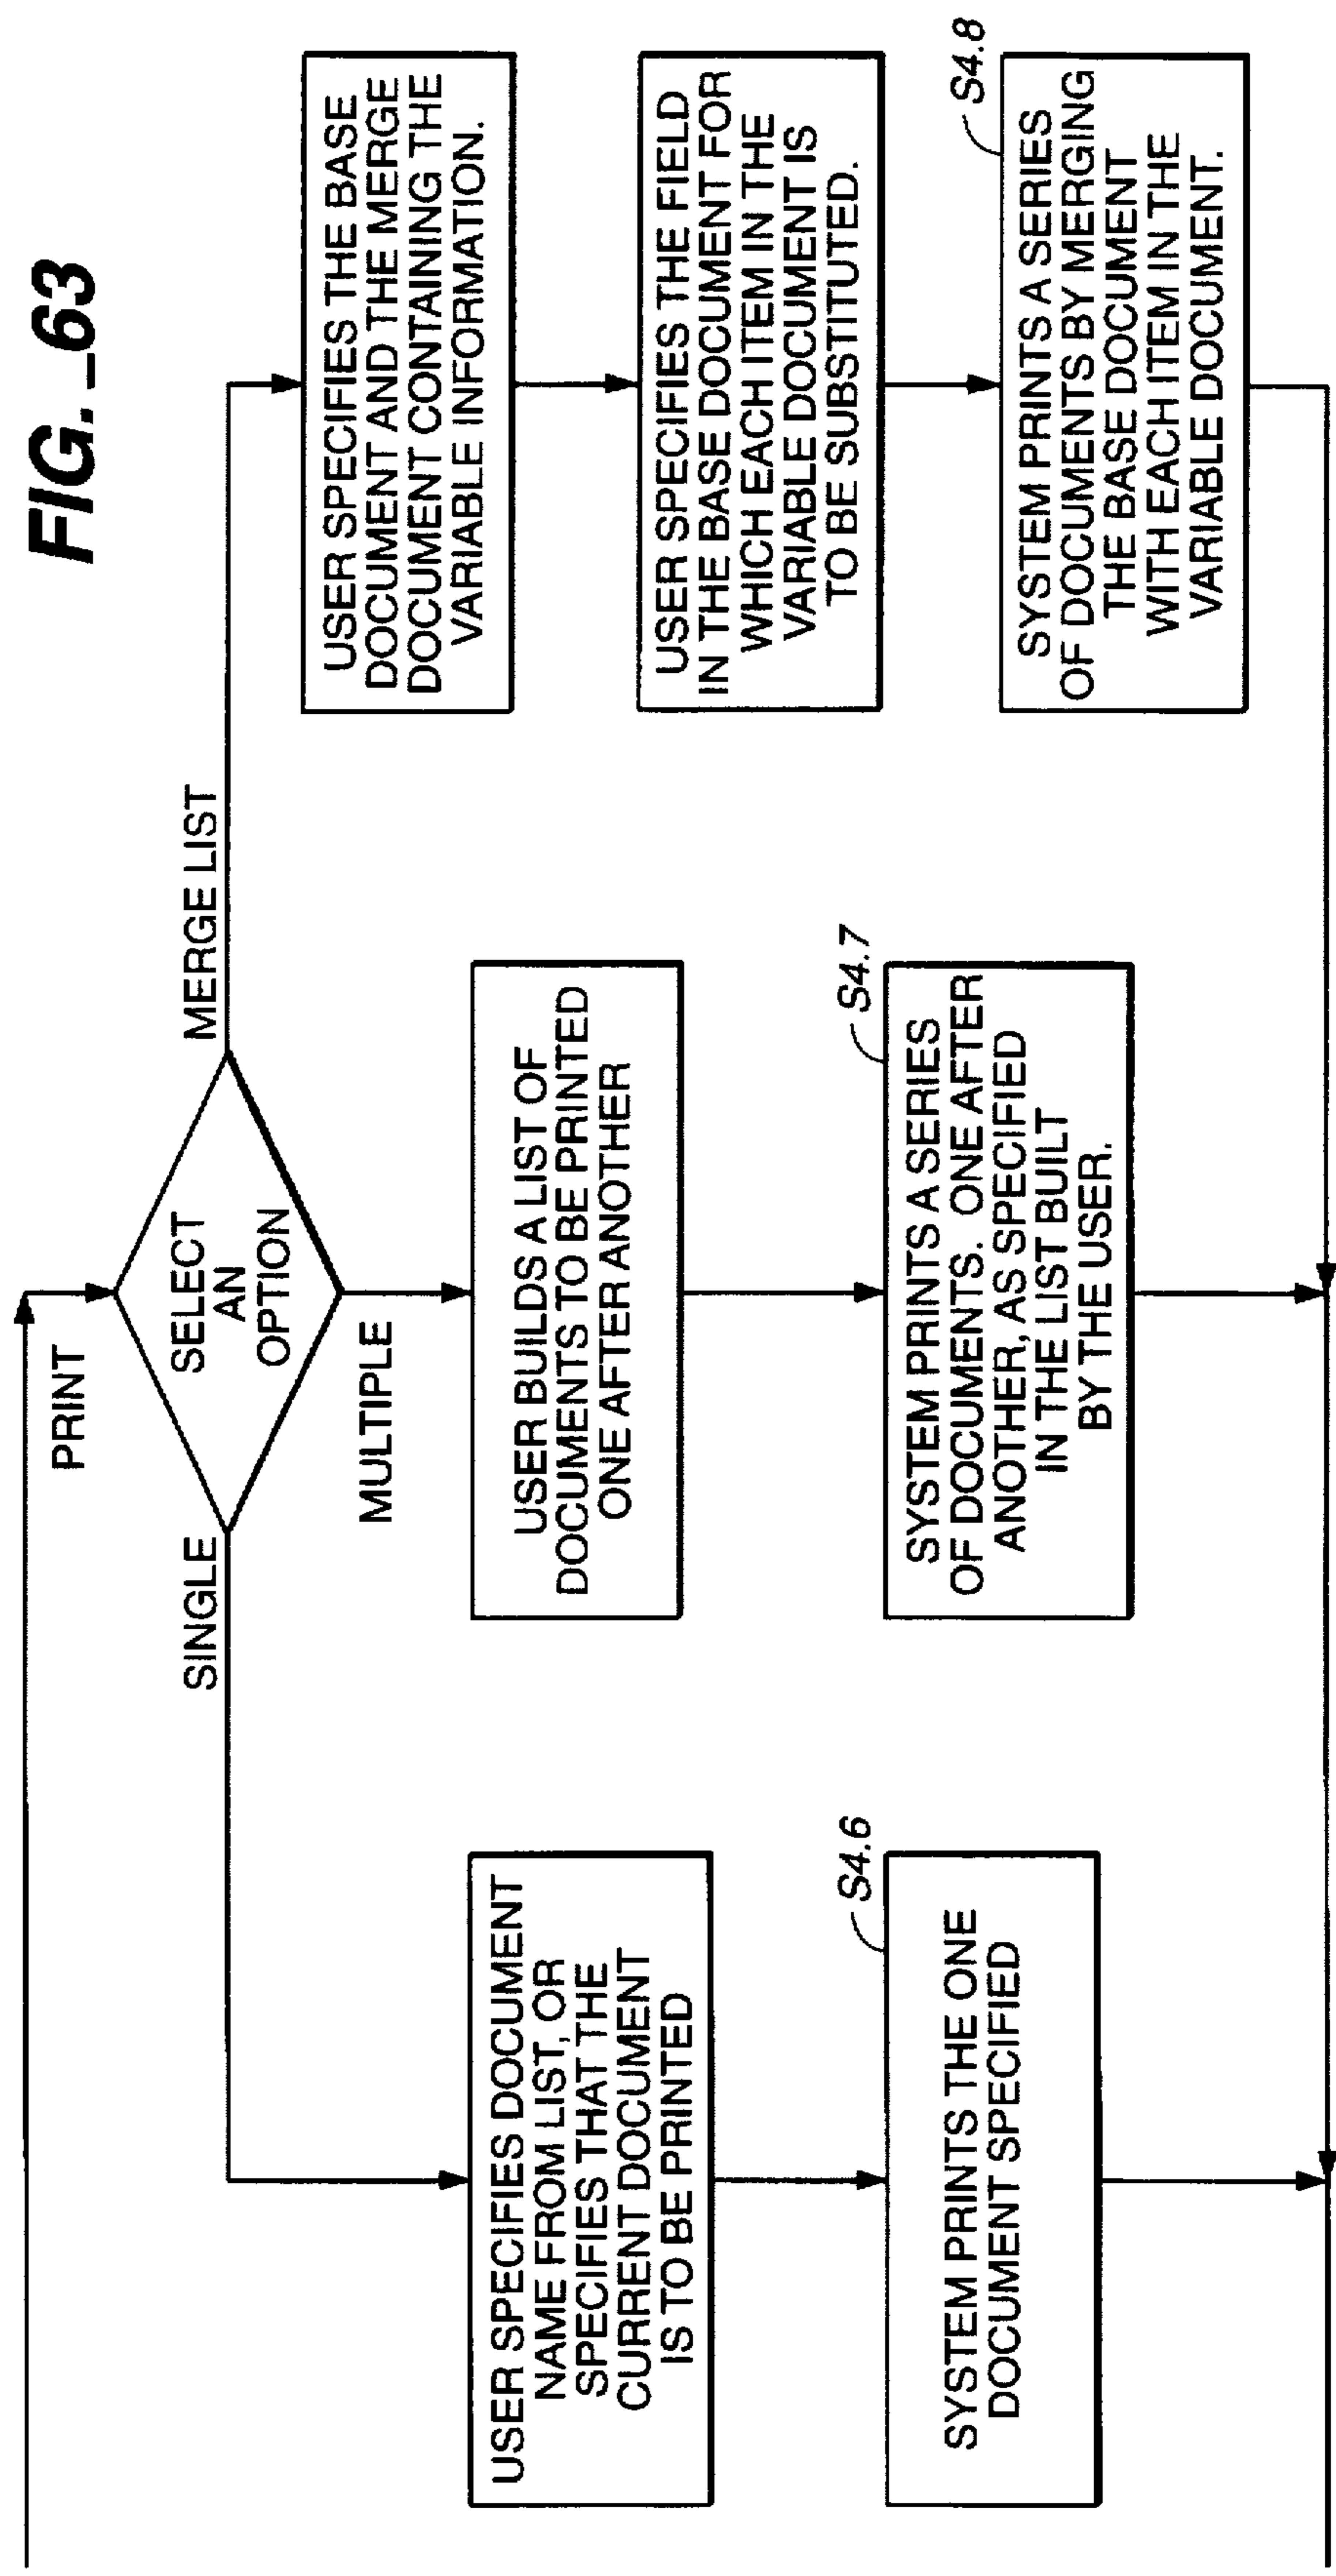 FIG._63
PRINT
SELECT
AN
OPTION
SINGLE
MULTIPLE
MERGE LIST
USER SPECIFIES DOCUMENT
NAME FROM LIST, OR
SPECIFIES THAT THE
CURRENT DOCUMENT
IS TO BE PRINTED
S4.6
SYSTEM PRINTS THE ONE
DOCUMENT SPECIFIED
USER BUILDS A LIST OF
DOCUMENTS TO BE PRINTED
ONE AFTER ANOTHER
S4.7
SYSTEM PRINTS A SERIES
OF DOCUMENTS. ONE AFTER
ANOTHER, AS SPECIFIED
IN THE LIST BUILT
BY THE USER.
USER SPECIFIES THE BASE
DOCUMENT AND THE MERGE
DOCUMENT CONTAINING THE
VARIABLE INFORMATION.
USER SPECIFIES THE FIELD
IN THE BASE DOCUMENT FOR
WHICH EACH ITEM IN THE
VARIABLE DOCUMENT IS
TO BE SUBSTITUTED.
S4.8
SYSTEM PRINTS A SERIES
OF DOCUMENTS BY MERGING
THE BASE DOCUMENT
WITH EACH ITEM IN THE
VARIABLE DOCUMENT.